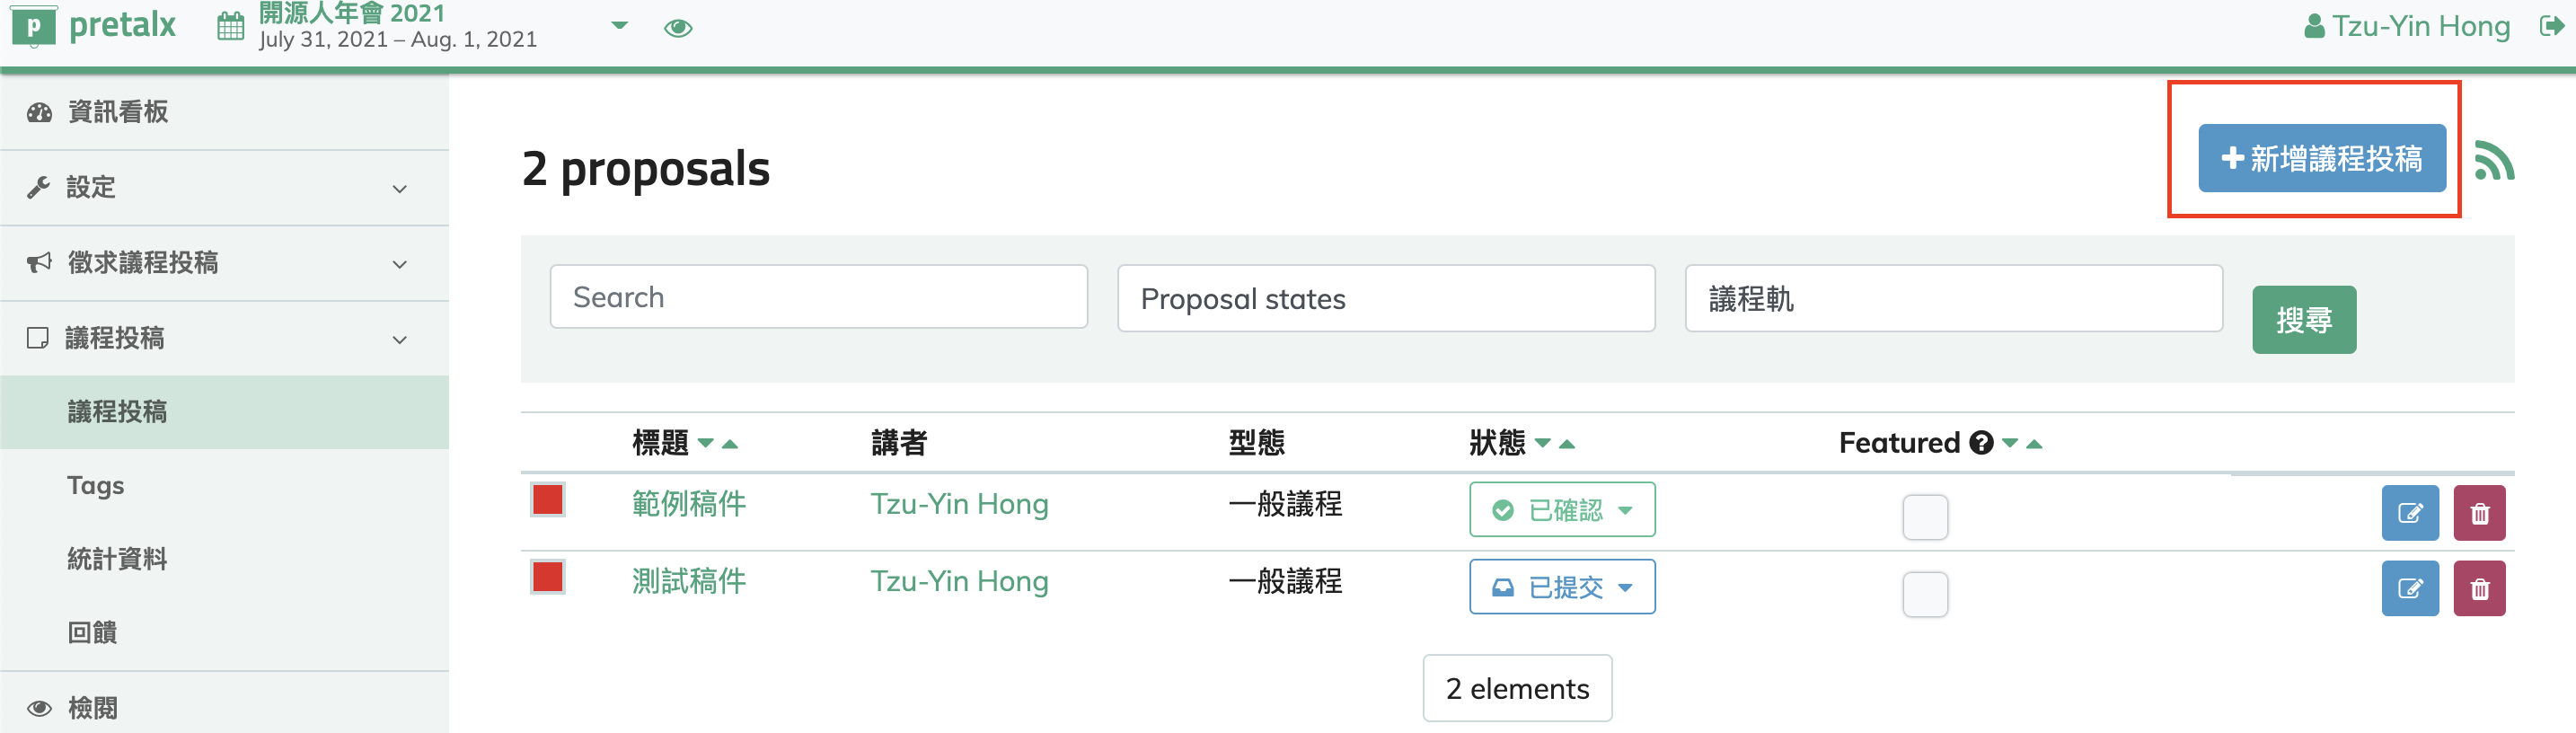 p pretalx
開源人年會 2021
July 31, 2021 – Aug. 1, 2021
Tzu-Yin Hong
資訊看板
設定
徵求議程投稿
議程投稿
議程投稿
Tags
統計資料
回饋
檢閱
2 proposals
新增議程投稿
Search
Proposal states
議程軌
搜尋
標題 講者 型態 狀態 Featured
範例稿件 Tzu-Yin Hong 一般議程 已確認
測試稿件 Tzu-Yin Hong 一般議程 已提交
2 elements